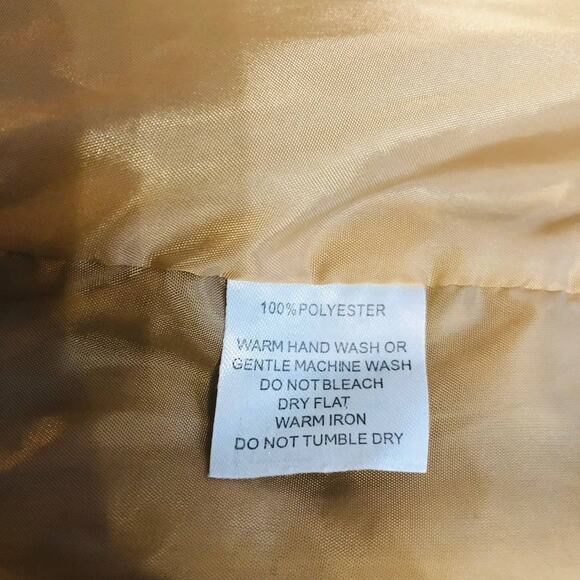 100%POLYESTER
WARM HAND WASH OR
GENTLE MACHINE WASH
DO NOT BLEACH
DRY FLAT
WARM IRON
DO NOT TUMBLE DRY